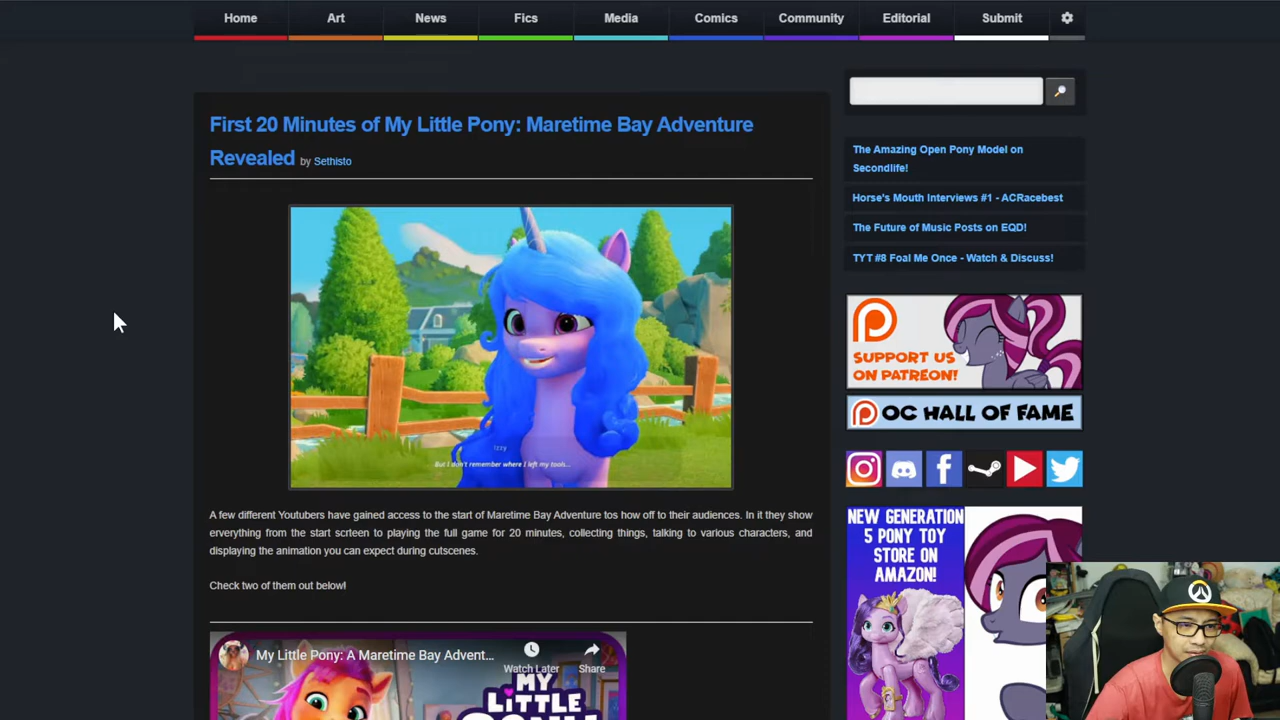 Home Art News Fics Media Comics Community Editorial Submit
First 20 Minutes of My Little Pony: Maretime Bay Adventure
Revealed by Sethisto
Izzy
But I don't remember where I left my tools...
A few different Youtubers have gained access to the start of Maretime Bay Adventure tos how off to their audiences. In it they show
erverything from the start scrteen to playing the full game for 20 minutes, collecting things, talking to various characters, and
displaying the animation you can expect during cutscenes.
Check two of them out below!
My Little Pony: A Maretime Bay Advent...
Watch Later
Share
MY
LITTLE
The Amazing Open Pony Model on
Secondlife!
Horse's Mouth Interviews #1 - ACRacebest
The Future of Music Posts on EQD!
TYT #8 Foal Me Once - Watch & Discuss!
SUPPORT US
ON PATREON!
OC HALL OF FAME
NEW GENERATION
5 PONY TOY
STORE ON
AMAZON!